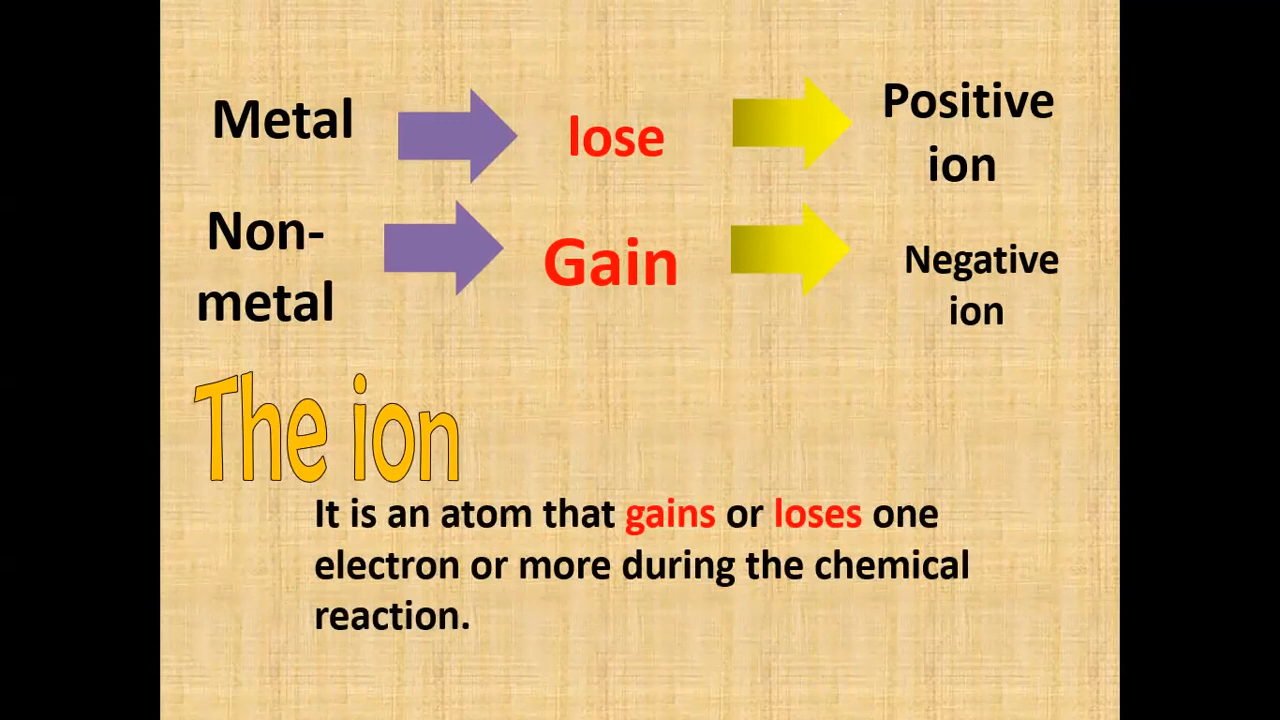 Metal lose Positive
ion
Non-
metal Gain Negative
ion
The ion
It is an atom that gains or loses one
electron or more during the chemical
reaction.